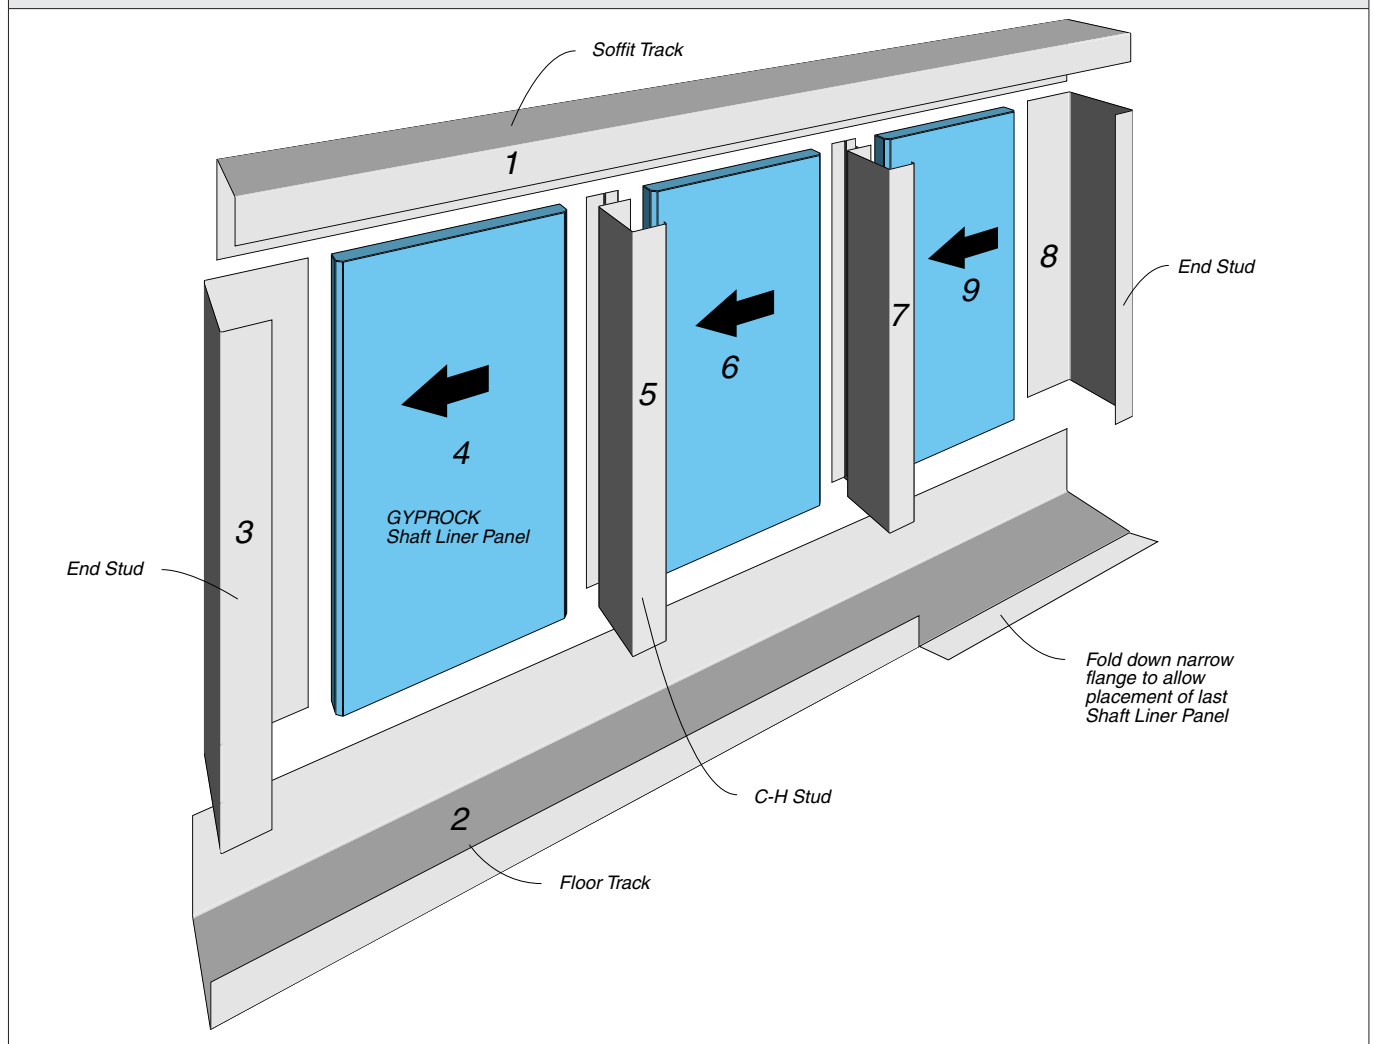 Soffit Track
1
End Stud
8
9
7
6
5
4
GYPROCK
Shaft Liner Panel
3
End Stud
Fold down narrow
flange to allow
placement of last
Shaft Liner Panel
C-H Stud
2
Floor Track